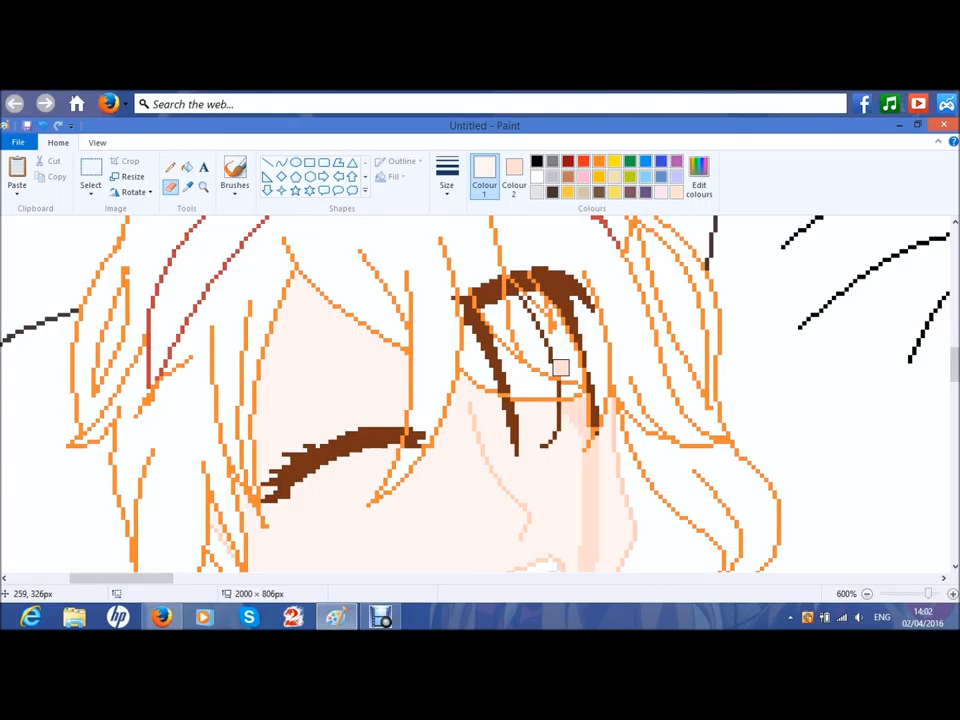 Search the web...
Untitled - Paint
File
Home
View
Paste
Cut
Copy
Clipboard
Select
Crop
Resize
Rotate
Image
Tools
Brushes
Shapes
Outline
Fill
Size
Colour 1
Colour 2
Colours
Edit colours
259, 326px
2000 × 806px
600%
ENG
14:02
02/04/2016